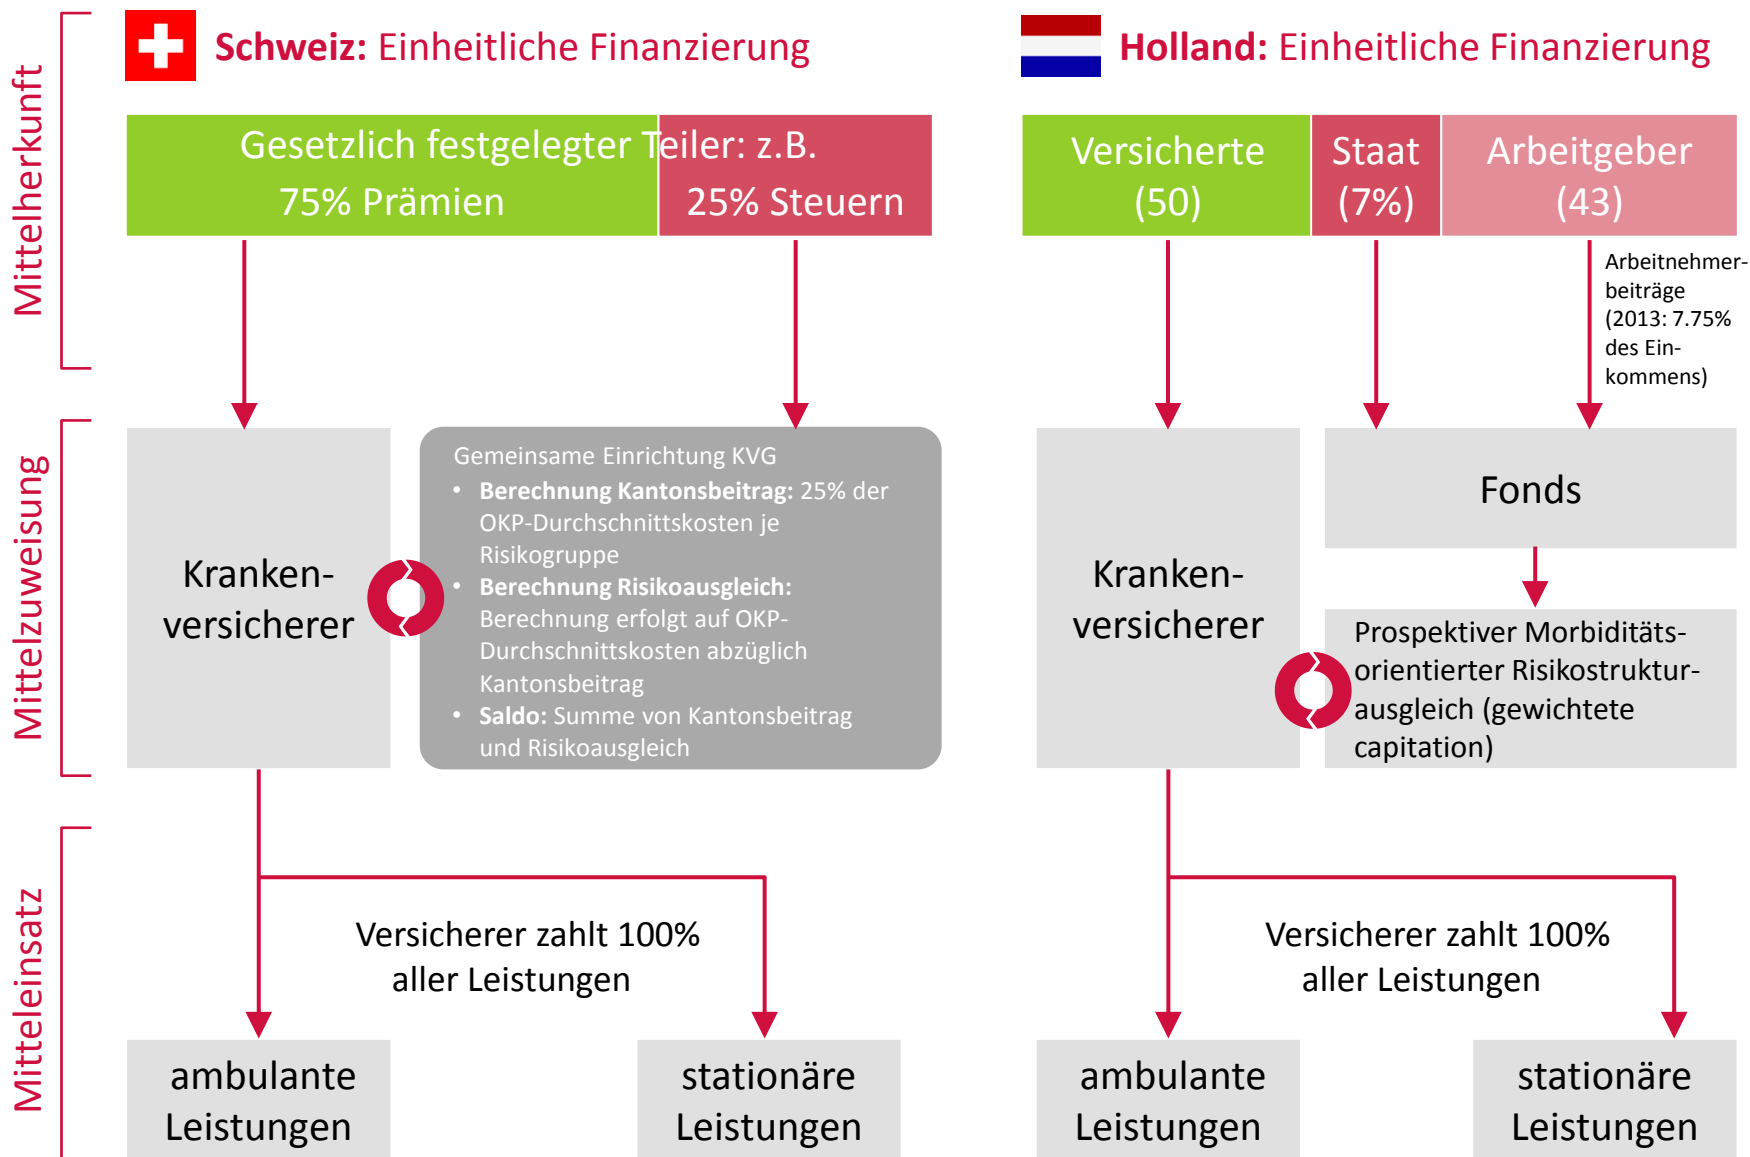 Mittelherkunft
Schweiz: Einheitliche Finanzierung
Gesetzlich festgelegter Teiler: z.B.
75% Prämien
25% Steuern
Holland: Einheitliche Finanzierung
Versicherte
(50)
Staat
(7%)
Arbeitgeber
(43)
Arbeitnehmer-
beiträge
(2013: 7.75%
des Ein-
kommens)
Mittelzuweisung
Kranken-
versicherer
Gemeinsame Einrichtung KVG
• Berechnung Kantonsbeitrag: 25% der
OKP-Durchschnittskosten je
Risikogruppe
• Berechnung Risikoausgleich:
Berechnung erfolgt auf OKP-
Durchschnittskosten abzüglich
Kantonsbeitrag
• Saldo: Summe von Kantonsbeitrag
und Risikoausgleich
Kranken-
versicherer
Fonds
Prospektiver Morbiditäts-
orientierter Risikostruktur-
ausgleich (gewichtete
capitation)
Mitteleinsatz
Versicherer zahlt 100%
aller Leistungen
ambulante
Leistungen
stationäre
Leistungen
Versicherer zahlt 100%
aller Leistungen
ambulante
Leistungen
stationäre
Leistungen